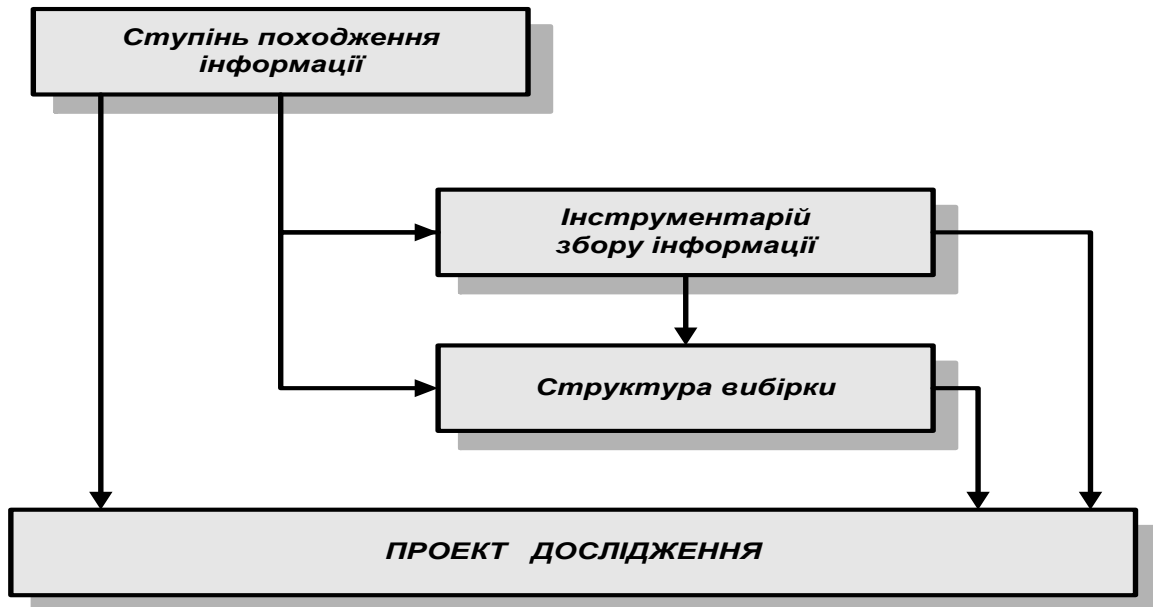 Ступінь походження
інформації
Інструментарій
збору інформації
Структура вибірки
ПРОЕКТ ДОСЛІДЖЕННЯ